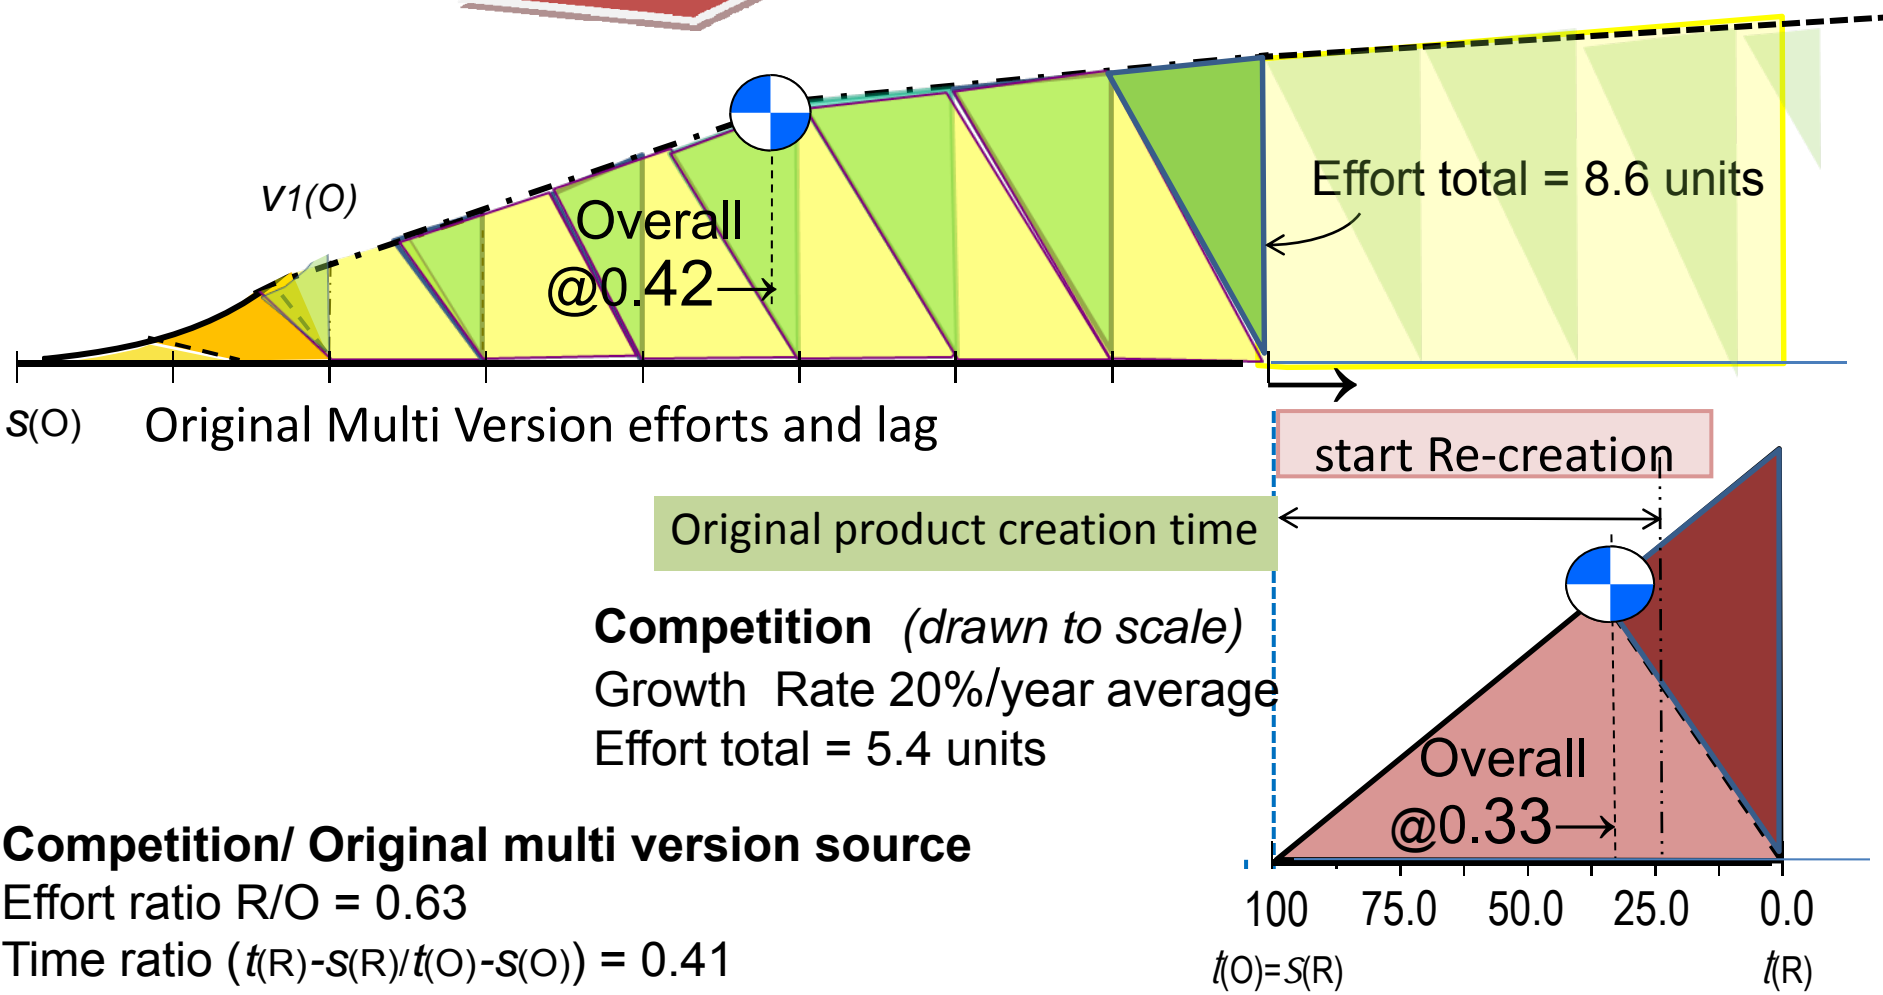 V1(O)
Effort total = 8.6 units
Overall
@0.42
S(O)
Original Multi Version efforts and lag
start Re-creation
Original product creation time
Competition (drawn to scale)
Growth Rate 20%/year average
Effort total = 5.4 units
Overall
@0.33
Competition/ Original multi version source
Effort ratio R/O = 0.63
Time ratio (t(R)-s(R)/t(O)-s(O)) = 0.41
100 75.0 50.0 25.0 0.0
t(O)=S(R) t(R)